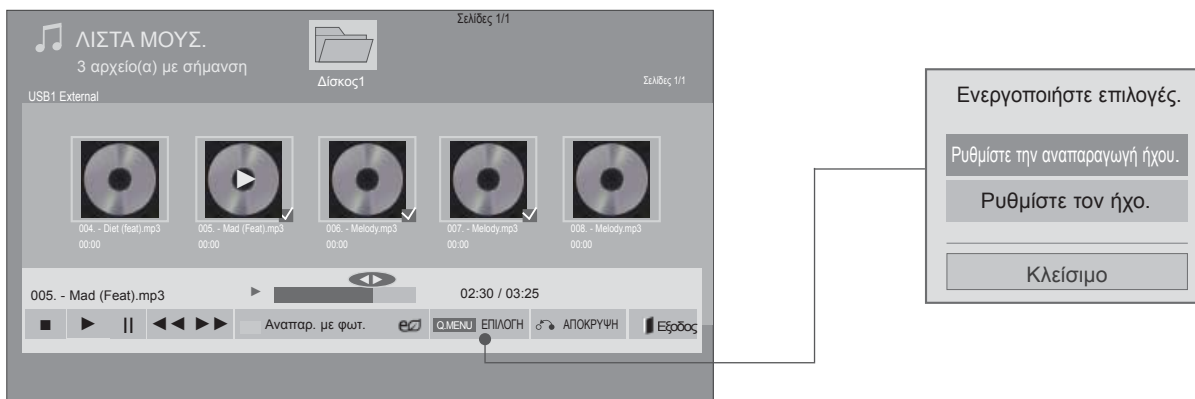 ΛΙΣΤΑ ΜΟΥΣ.
3 αρχείο(α) με σήμανση
Σελίδες 1/1
Δίσκος1
Σελίδες 1/1
USB1 External
004. - Diet (feat).mp3
00:00
005. - Mad (Feat).mp3
00:00
006. - Melody.mp3
00:00
007. - Melody.mp3
00:00
008. - Melody.mp3
00:00
005. - Mad (Feat).mp3
02:30 / 03:25
Αναπαρ. με φωτ.
Q.MENU ΕΠΙΛΟΓΗ
ΑΠΟΚΡΥΨΗ
Εξοδος
Ενεργοποιήστε επιλογές.
Ρυθμίστε την αναπαραγωγή ήχου.
Ρυθμίστε τον ήχο.
Κλείσιμο